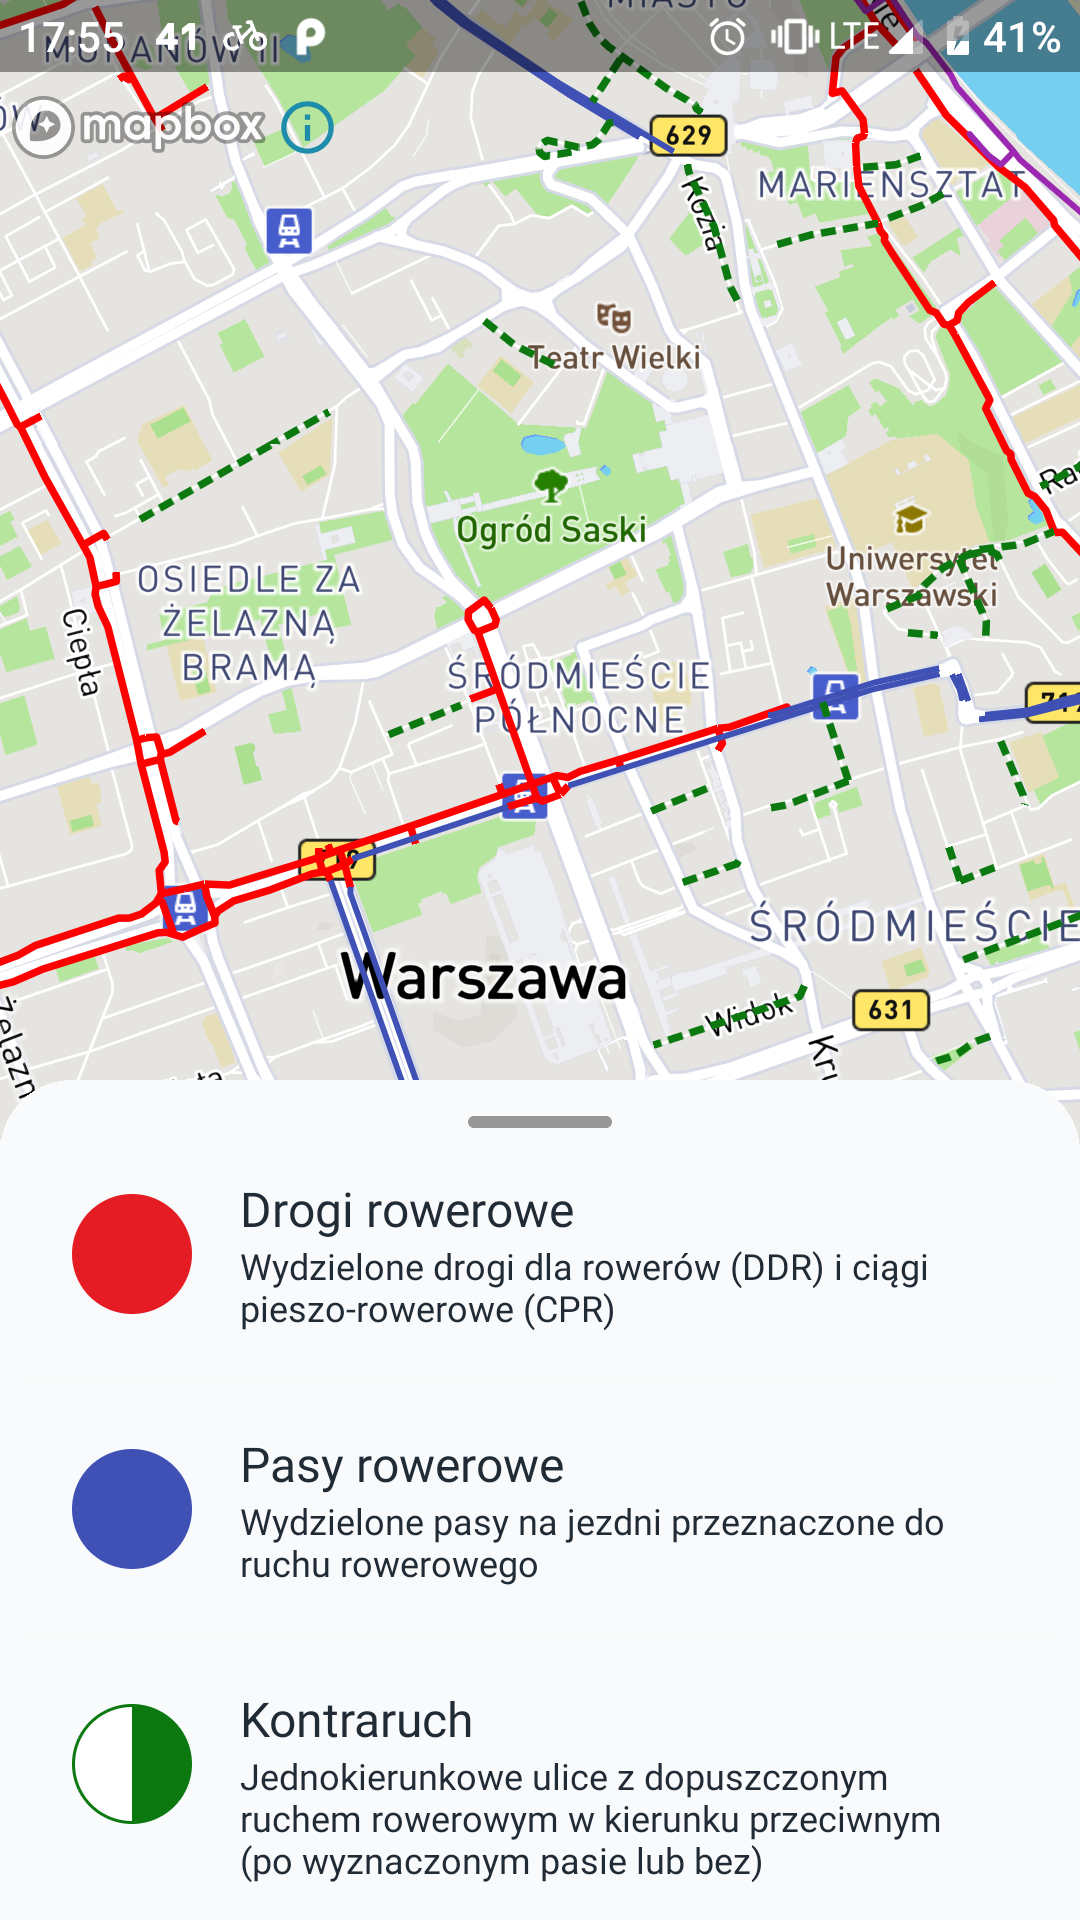 17:55 41 LTE 41%
MURANÓW II
mapbox
629
MARIENSZTAT
Kozia
Teatr Wielki
Ogród Saski
Uniwersytet
Warszawski
OSIEDLE ZA
ŻELAZNĄ
BRAMĄ
Ciepła
ŚRÓDMIEŚCIE
PÓŁNOCNE
ŚRÓDMIEŚCIE
Warszawa
Widok
631
Drogi rowerowe
Wydzielone drogi dla rowerów (DDR) i ciągi
pieszo-rowerowe (CPR)
Pasy rowerowe
Wydzielone pasy na jezdni przeznaczone do
ruchu rowerowego
Kontraruch
Jednokierunkowe ulice z dopuszczonym
ruchem rowerowym w kierunku przeciwnym
(po wyznaczonym pasie lub bez)